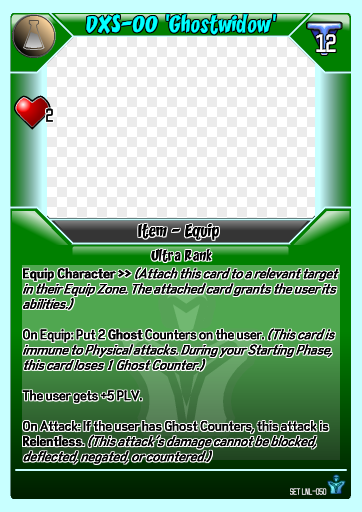 DXS-00 'Ghostwidow'
12
2
Item - Equip
Ultra Rank
Equip Character >> (Attach this card to a relevant target
in their Equip Zone. The attached card grants the user its
abilities.)
On Equip: Put 2 Ghost Counters on the user. (This card is
immune to Physical attacks. During your Starting Phase,
this card loses 1 Ghost Counter.)
The user gets +5 PLV.
On Attack: If the user has Ghost Counters, this attack is
Relentless. (This attack's damage cannot be blocked,
deflected, negated, or countered!)
SET LNL-050